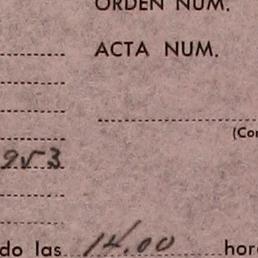 ORDEN NUM.
ACTA NUM.
(Co
953
do las 14.00 hor